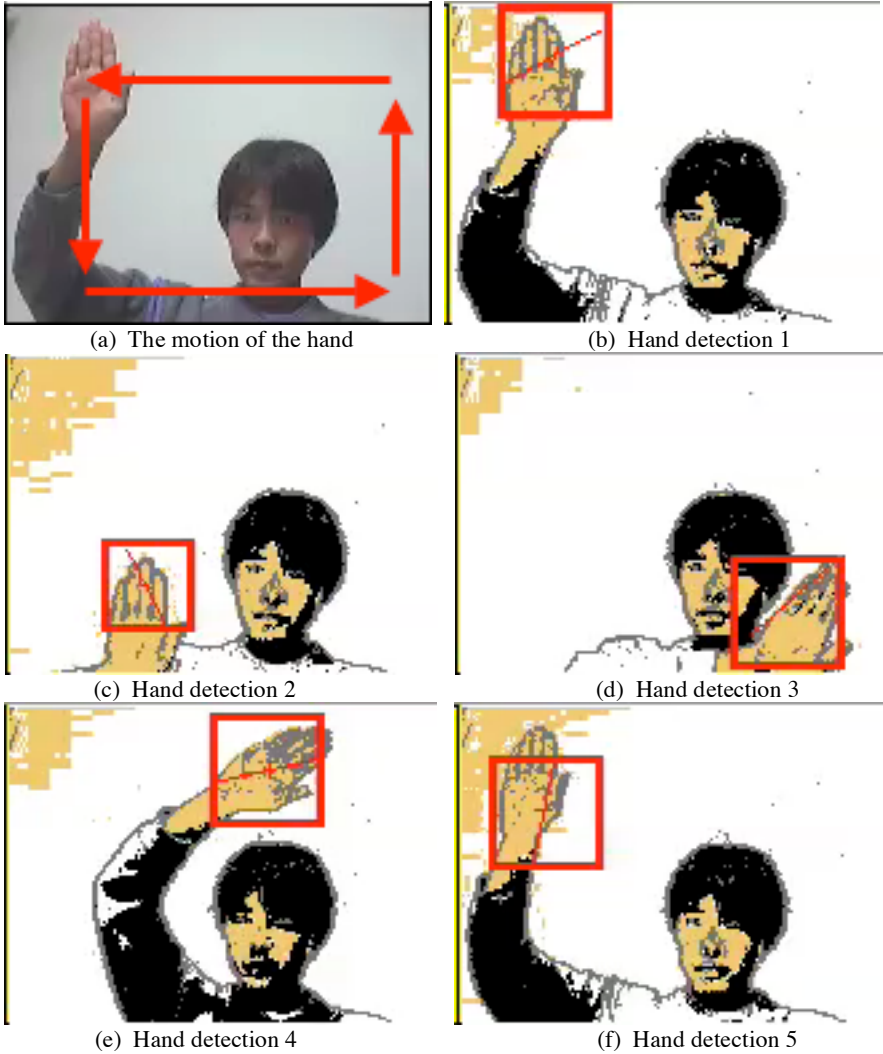 (a) The motion of the hand
(b) Hand detection 1
(c) Hand detection 2
(d) Hand detection 3
(e) Hand detection 4
(f) Hand detection 5